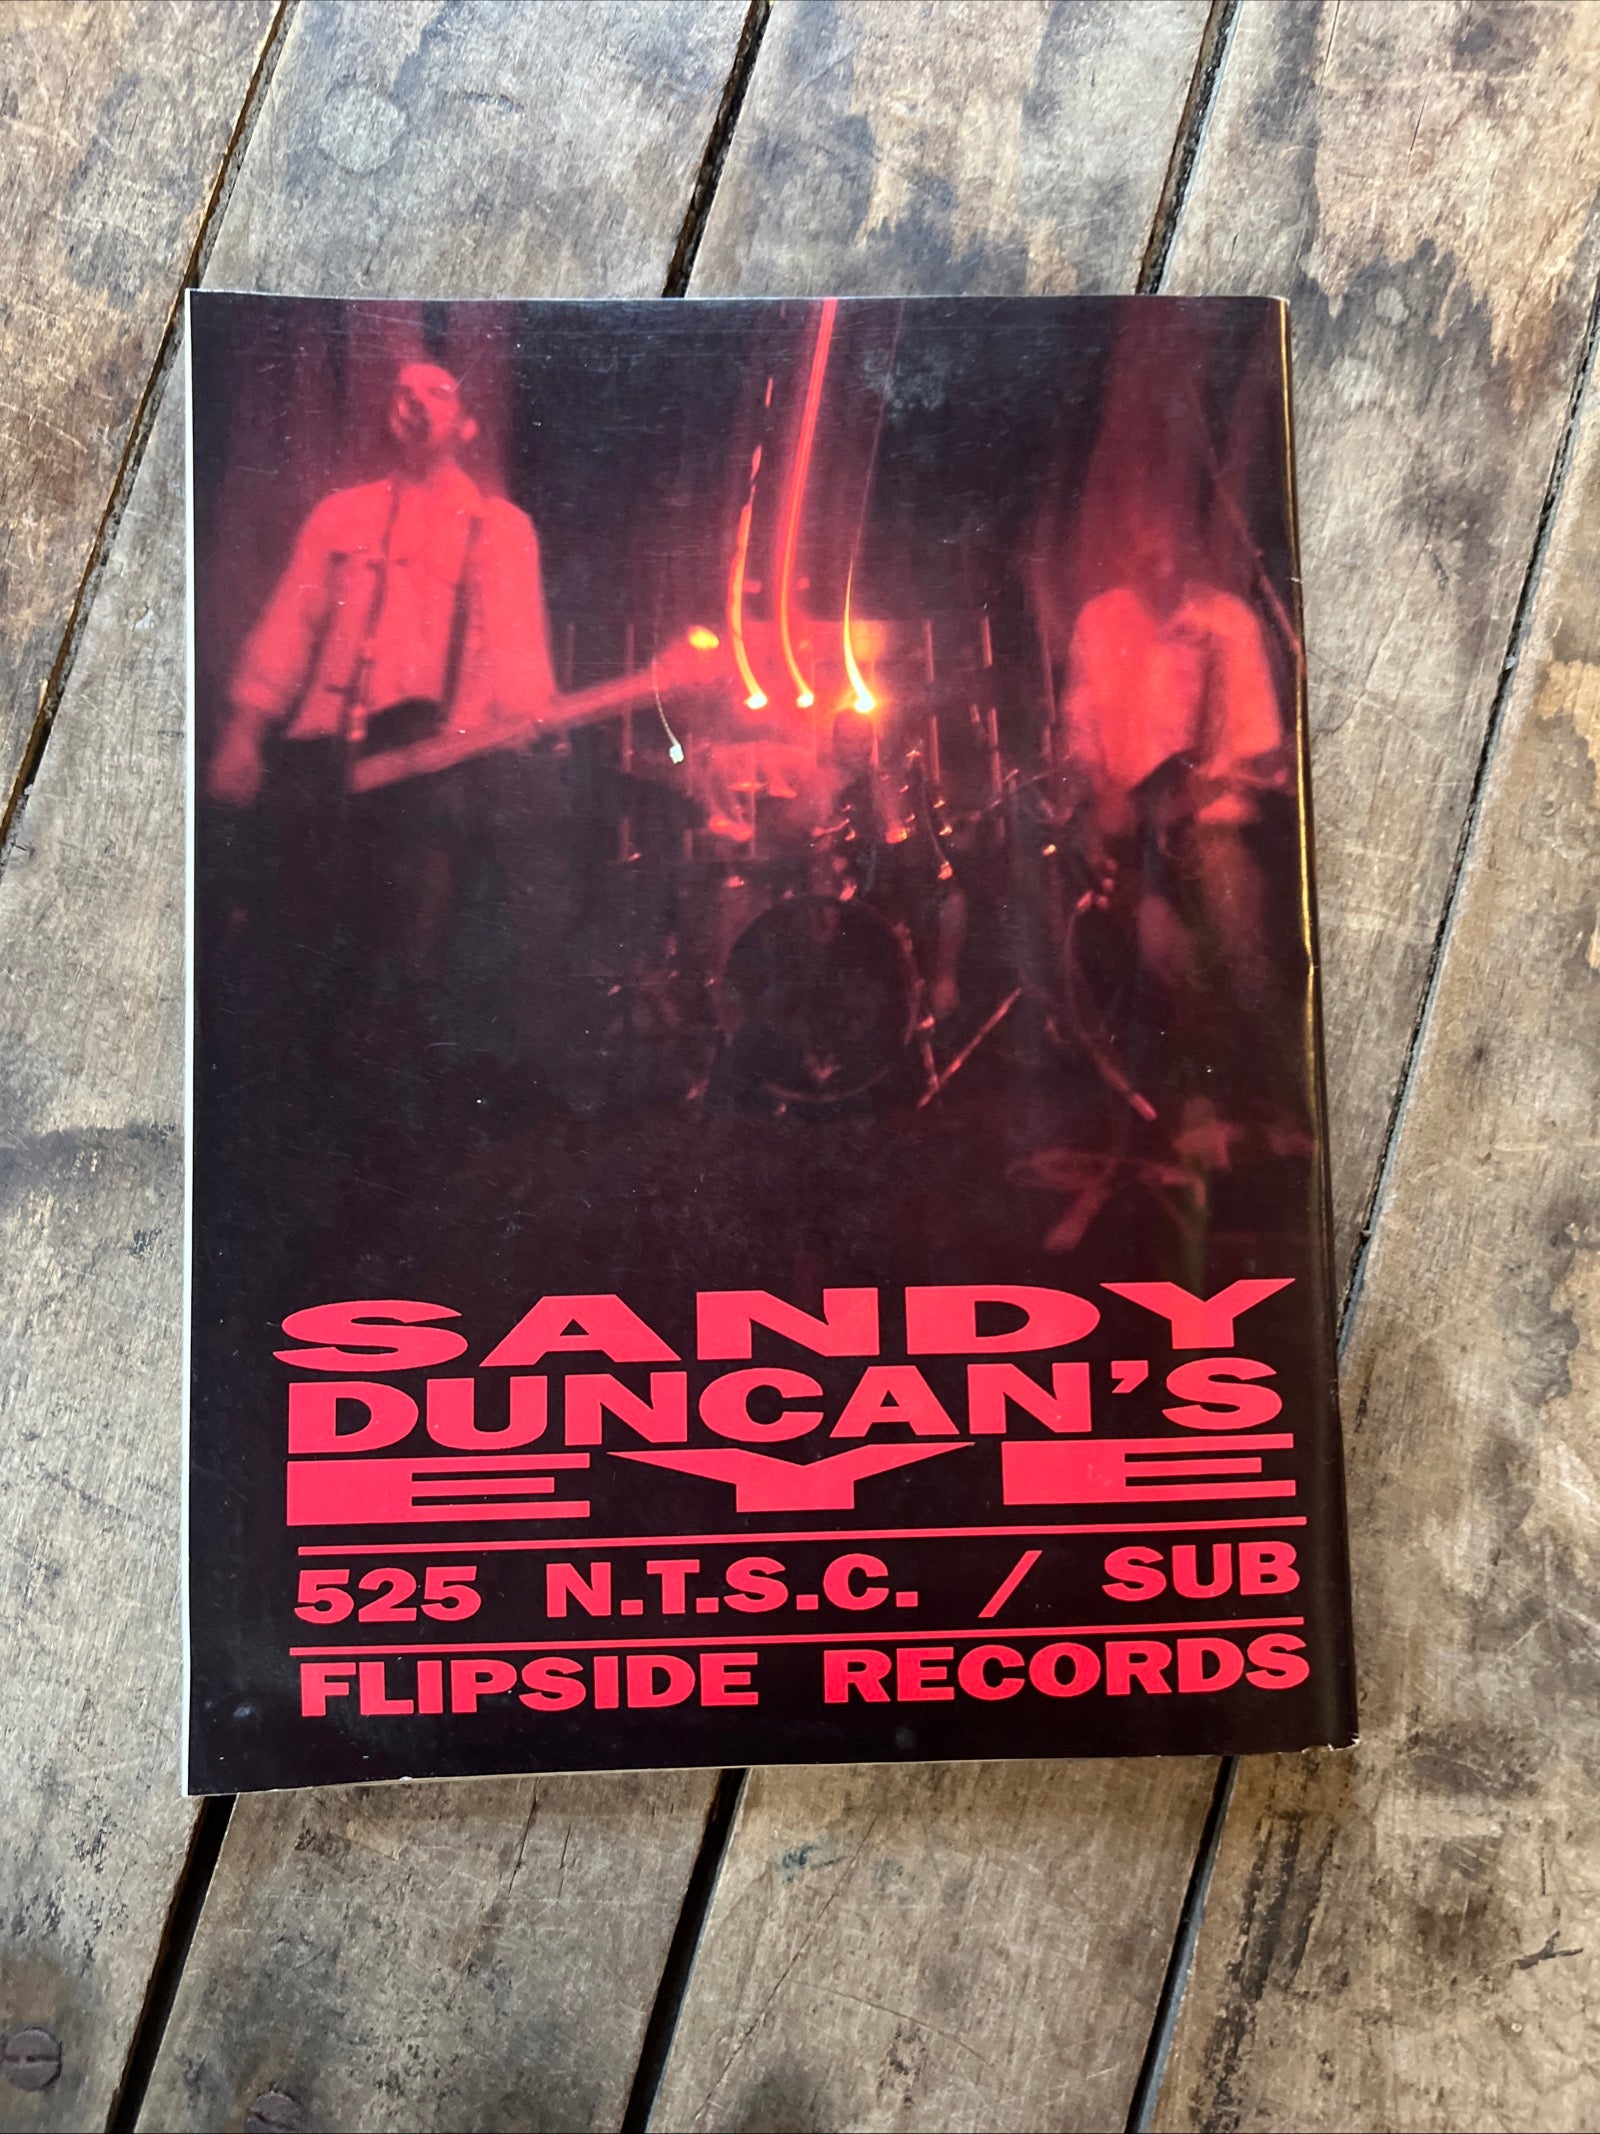 SANDY
DUNCAN'S
EYE
525 N.T.S.C. / SUB
FLIPSIDE RECORDS